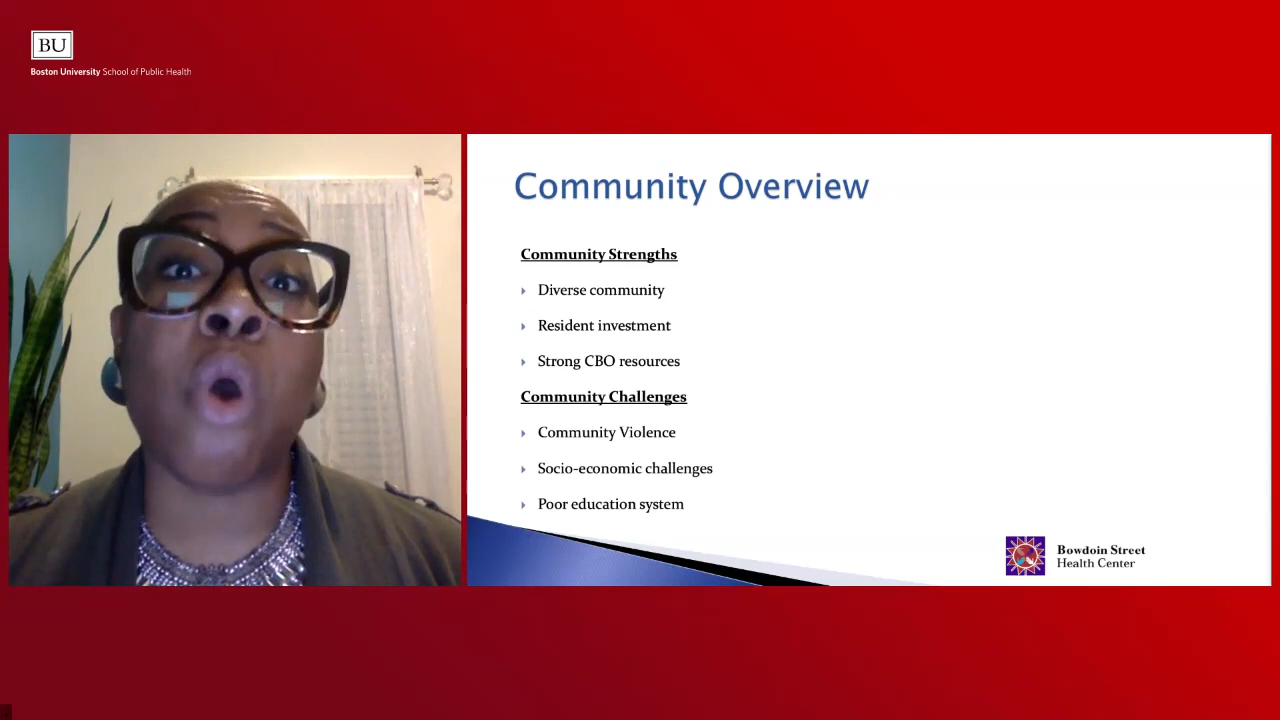 BU
Boston University School of Public Health
Community Overview
Community Strengths
Diverse community
Resident investment
Strong CBO resources
Community Challenges
Community Violence
Socio-economic challenges
Poor education system
Bowdoin Street
Health Center